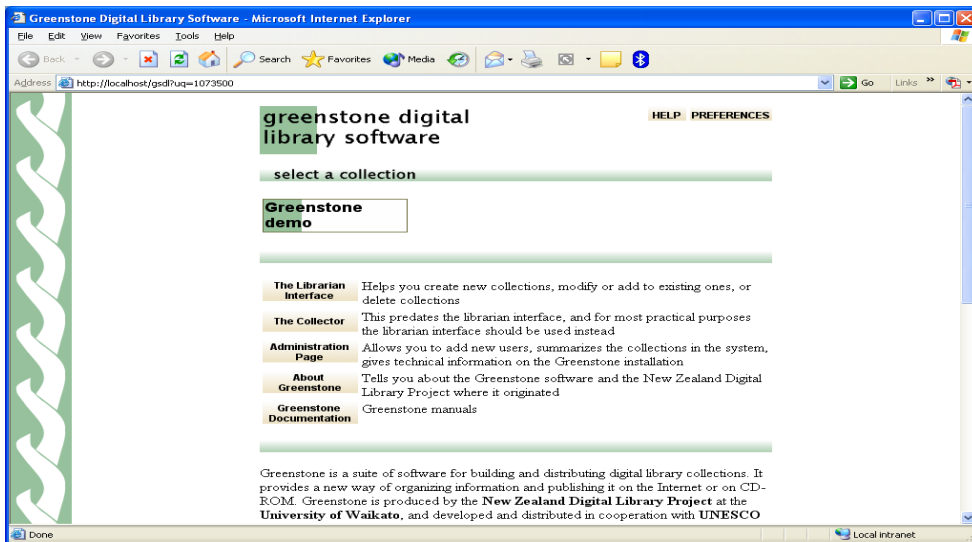 Greenstone Digital Library Software - Microsoft Internet Explorer
File Edit View Favorites Tools Help
Back Search Favorites Media
Address http://localhost/gsdl?uq=1073500 Go Links »
greenstone digital
library software
HELP PREFERENCES
select a collection
Greenstone
demo
The Librarian
Interface
Helps you create new collections, modify or add to existing ones, or
delete collections
The Collector
This predates the librarian interface, and for most practical purposes
the librarian interface should be used instead
Administration
Page
Allows you to add new users, summarizes the collections in the system,
gives technical information on the Greenstone installation
About
Greenstone
Tells you about the Greenstone software and the New Zealand Digital
Library Project where it originated
Greenstone
Documentation
Greenstone manuals
Greenstone is a suite of software for building and distributing digital library collections. It
provides a new way of organizing information and publishing it on the Internet or on CD-
ROM. Greenstone is produced by the New Zealand Digital Library Project at the
University of Waikato, and developed and distributed in cooperation with UNESCO
Done Local intranet